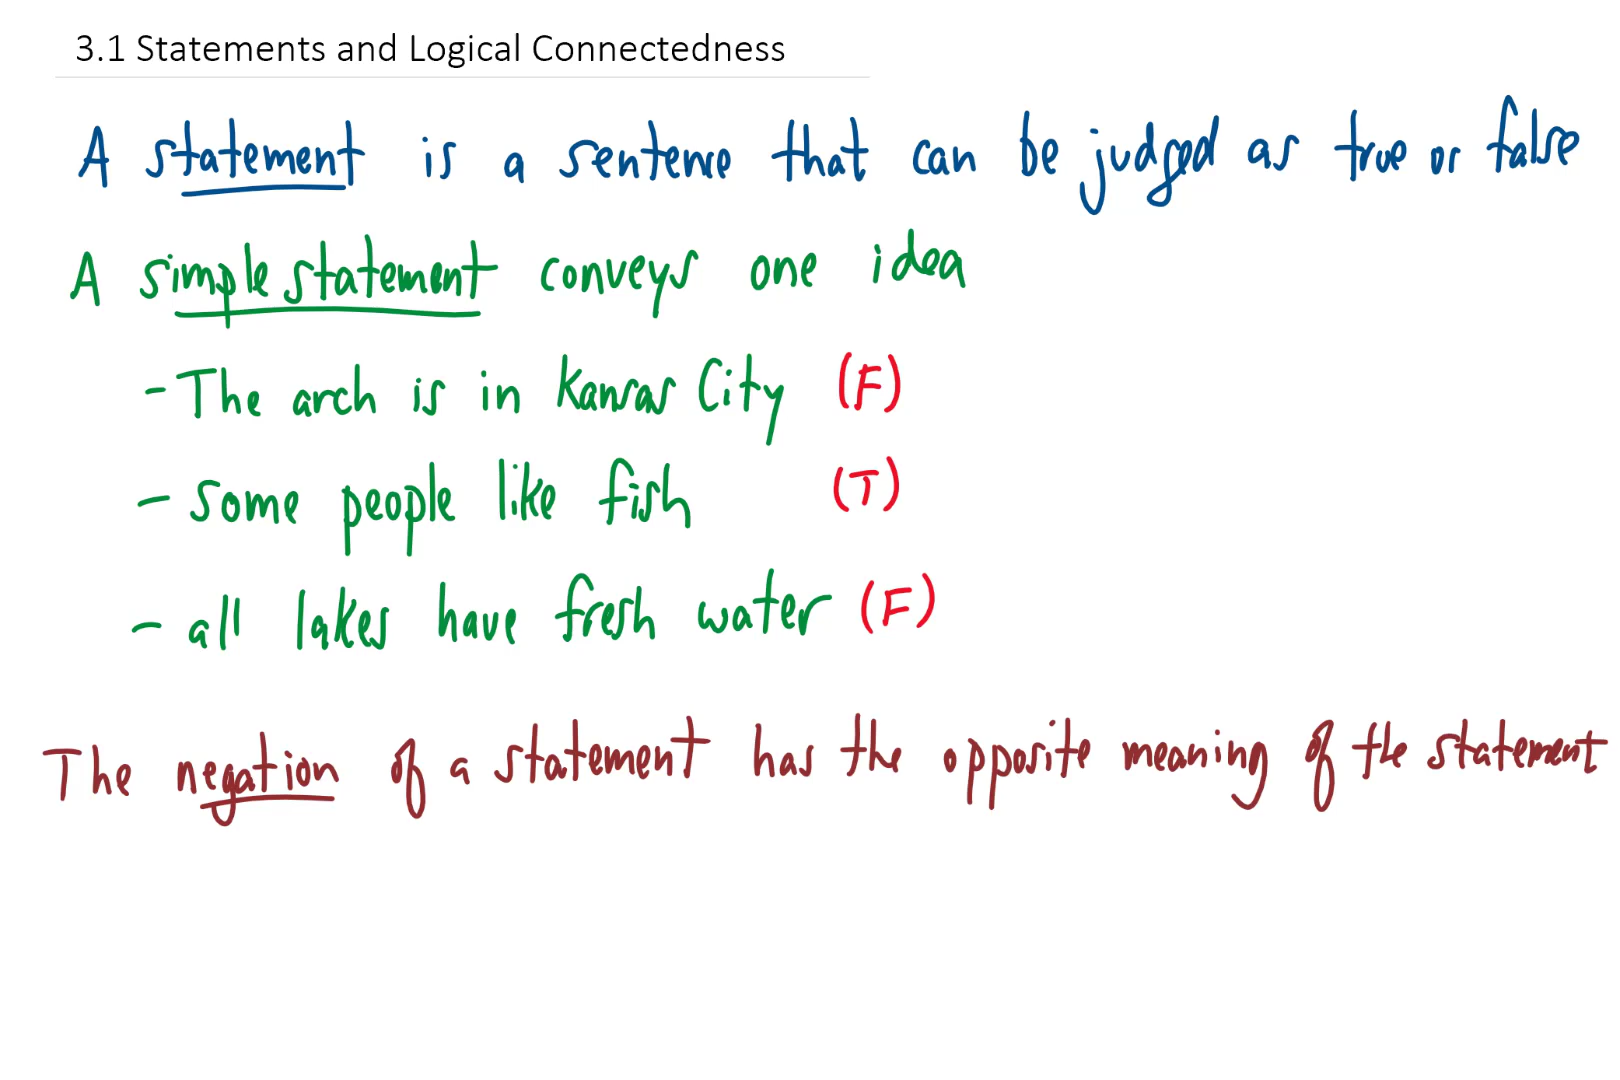 3.1 Statements and Logical Connectedness
A statement is a sentence that can be judged as true or false
A simple statement conveys one idea
- The arch is in Kansas City (F)
- Some people like fish (T)
- all lakes have fresh water (F)
The negation of a statement has the opposite meaning of the statement